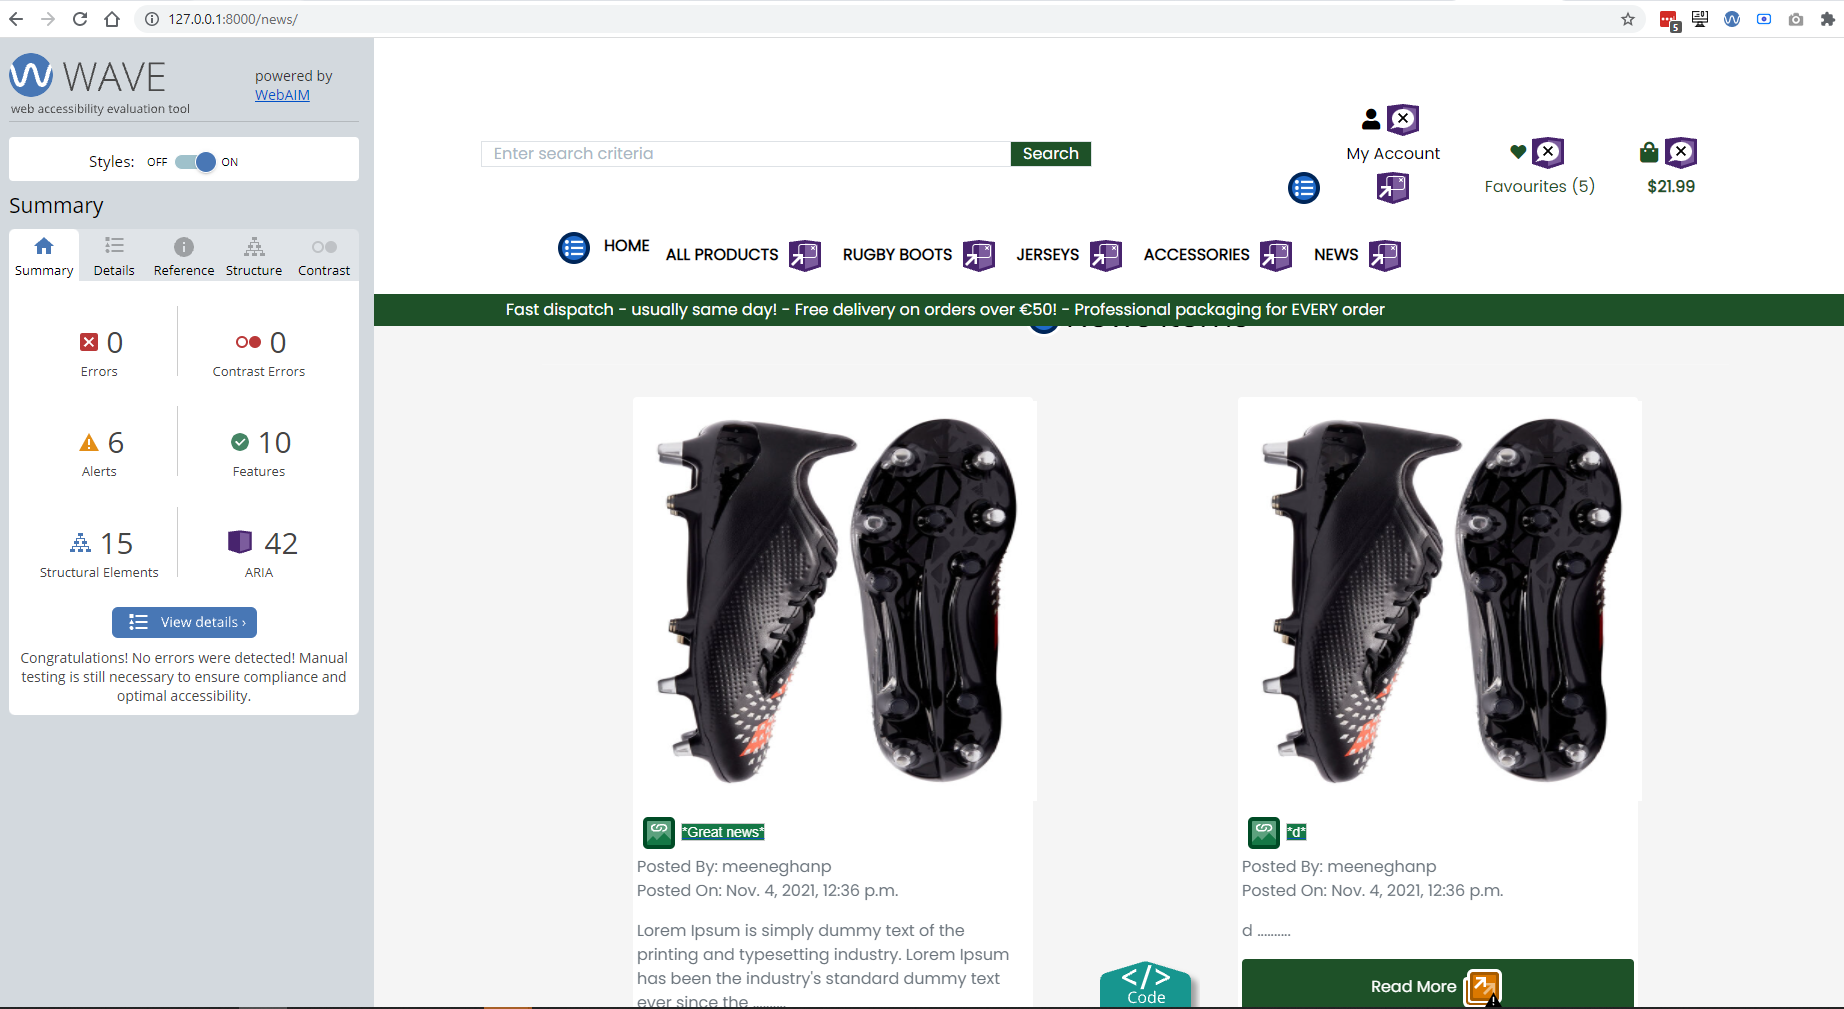 127.0.0.1:8000/news/
5
WAVE
web accessibility evaluation tool
powered by
WebAIM
Styles: OFF ON
Summary
Summary Details Reference Structure Contrast
0 Errors
0 Contrast Errors
6 Alerts
10 Features
15 Structural Elements
42 ARIA
View details ›
Congratulations! No errors were detected! Manual
testing is still necessary to ensure compliance and
optimal accessibility.
Enter search criteria Search
My Account
Favourites (5)
$21.99
HOME ALL PRODUCTS RUGBY BOOTS JERSEYS ACCESSORIES NEWS
Fast dispatch - usually same day! - Free delivery on orders over €50! - Professional packaging for EVERY order
*Great news*
Posted By: meeneghanp
Posted On: Nov. 4, 2021, 12:36 p.m.
Lorem Ipsum is simply dummy text of the
printing and typesetting industry. Lorem Ipsum
has been the industry's standard dummy text
ever since the ..........
*d*
Posted By: meeneghanp
Posted On: Nov. 4, 2021, 12:36 p.m.
d ..........
Read More
</> Code